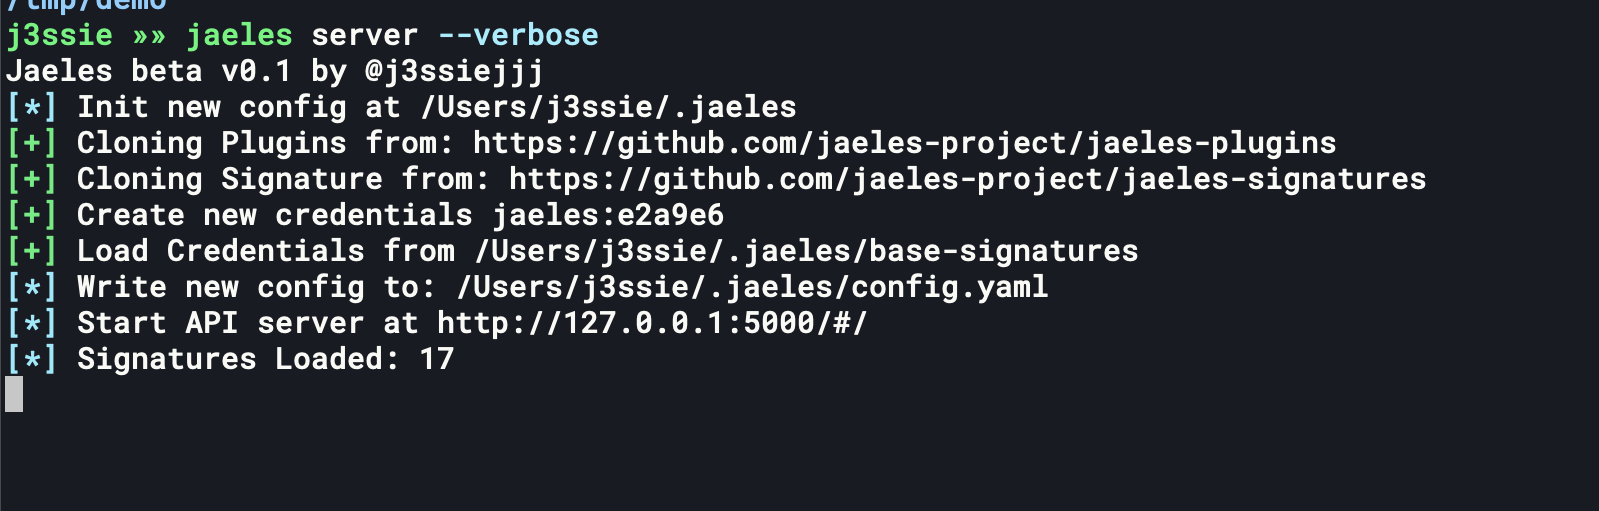 /tmp/demo
j3ssie »» jaeles server --verbose
Jaeles beta v0.1 by @j3ssiejjj
[*] Init new config at /Users/j3ssie/.jaeles
[+] Cloning Plugins from: https://github.com/jaeles-project/jaeles-plugins
[+] Cloning Signature from: https://github.com/jaeles-project/jaeles-signatures
[+] Create new credentials jaeles:e2a9e6
[+] Load Credentials from /Users/j3ssie/.jaeles/base-signatures
[*] Write new config to: /Users/j3ssie/.jaeles/config.yaml
[*] Start API server at http://127.0.0.1:5000/#/
[*] Signatures Loaded: 17